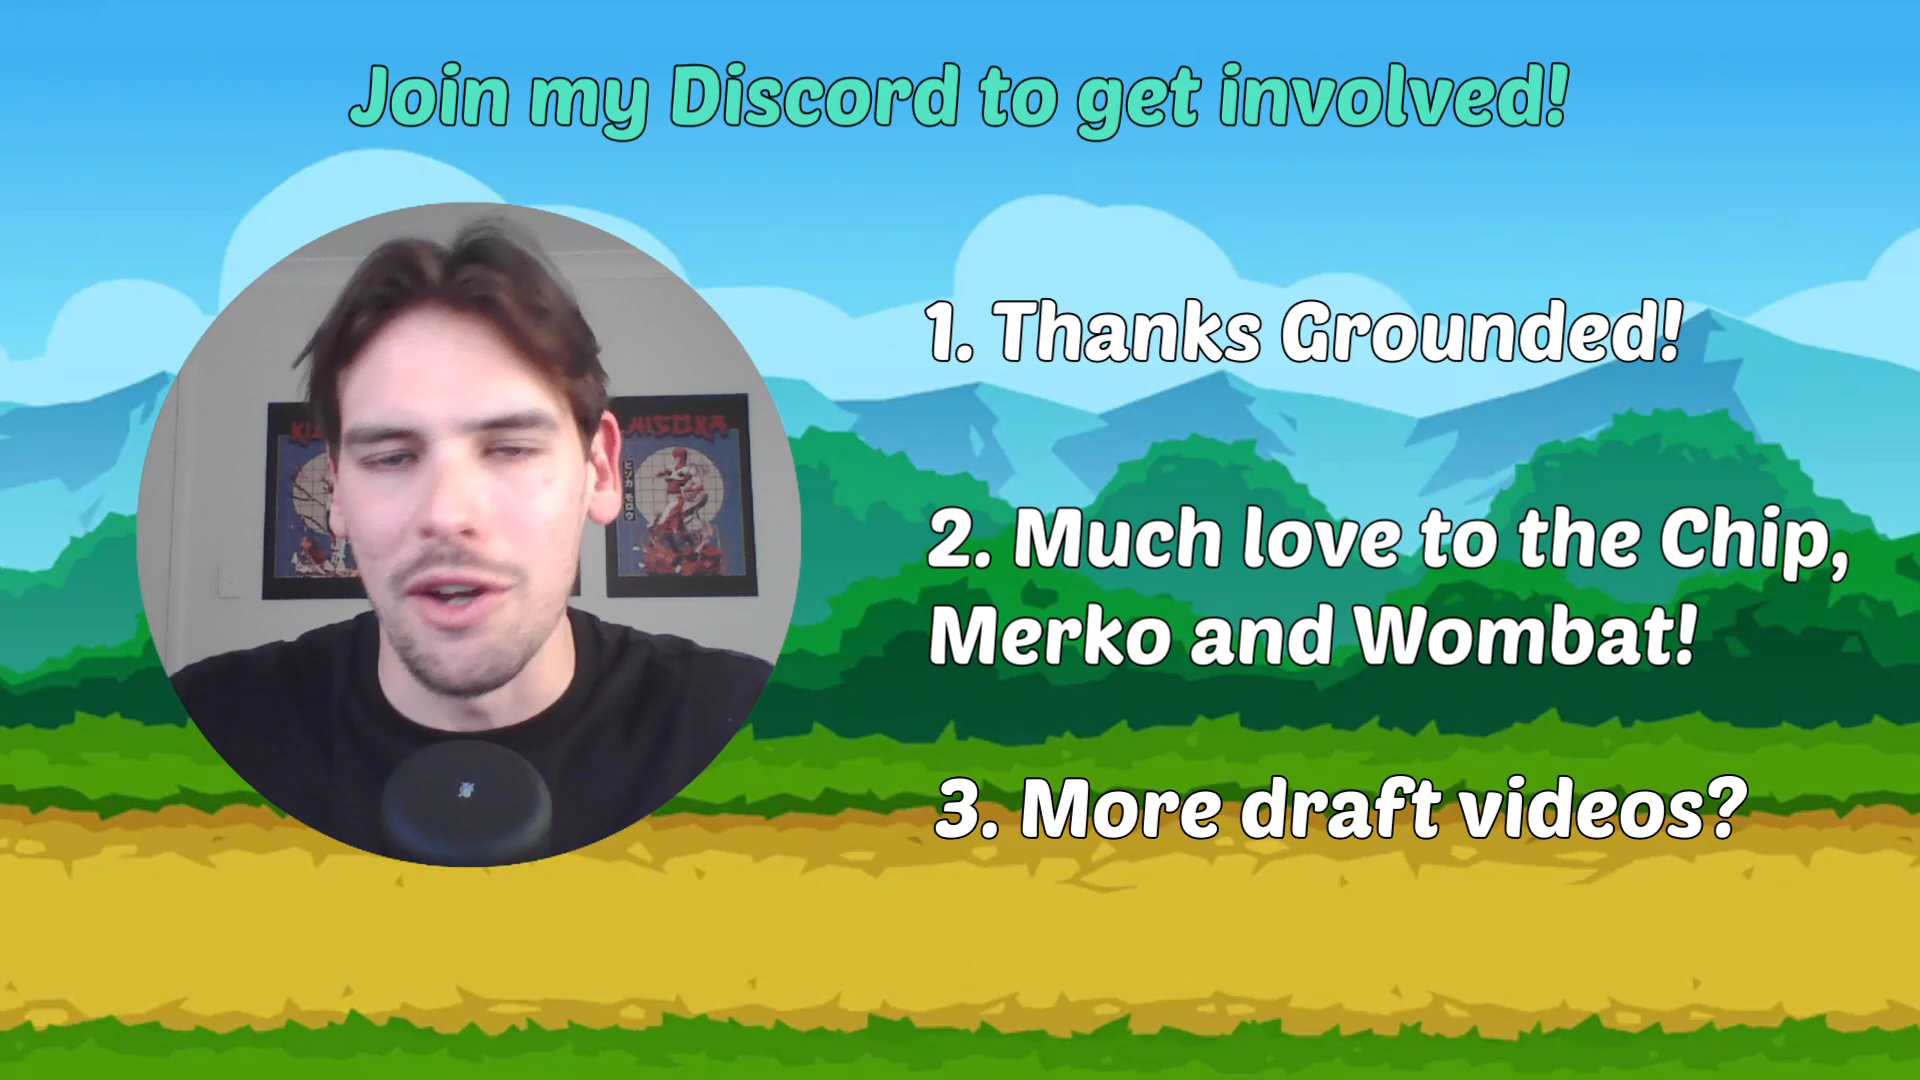 Join my Discord to get involved!
1. Thanks Grounded!
2. Much love to the Chip,
Merko and Wombat!
3. More draft videos?
HISOKA